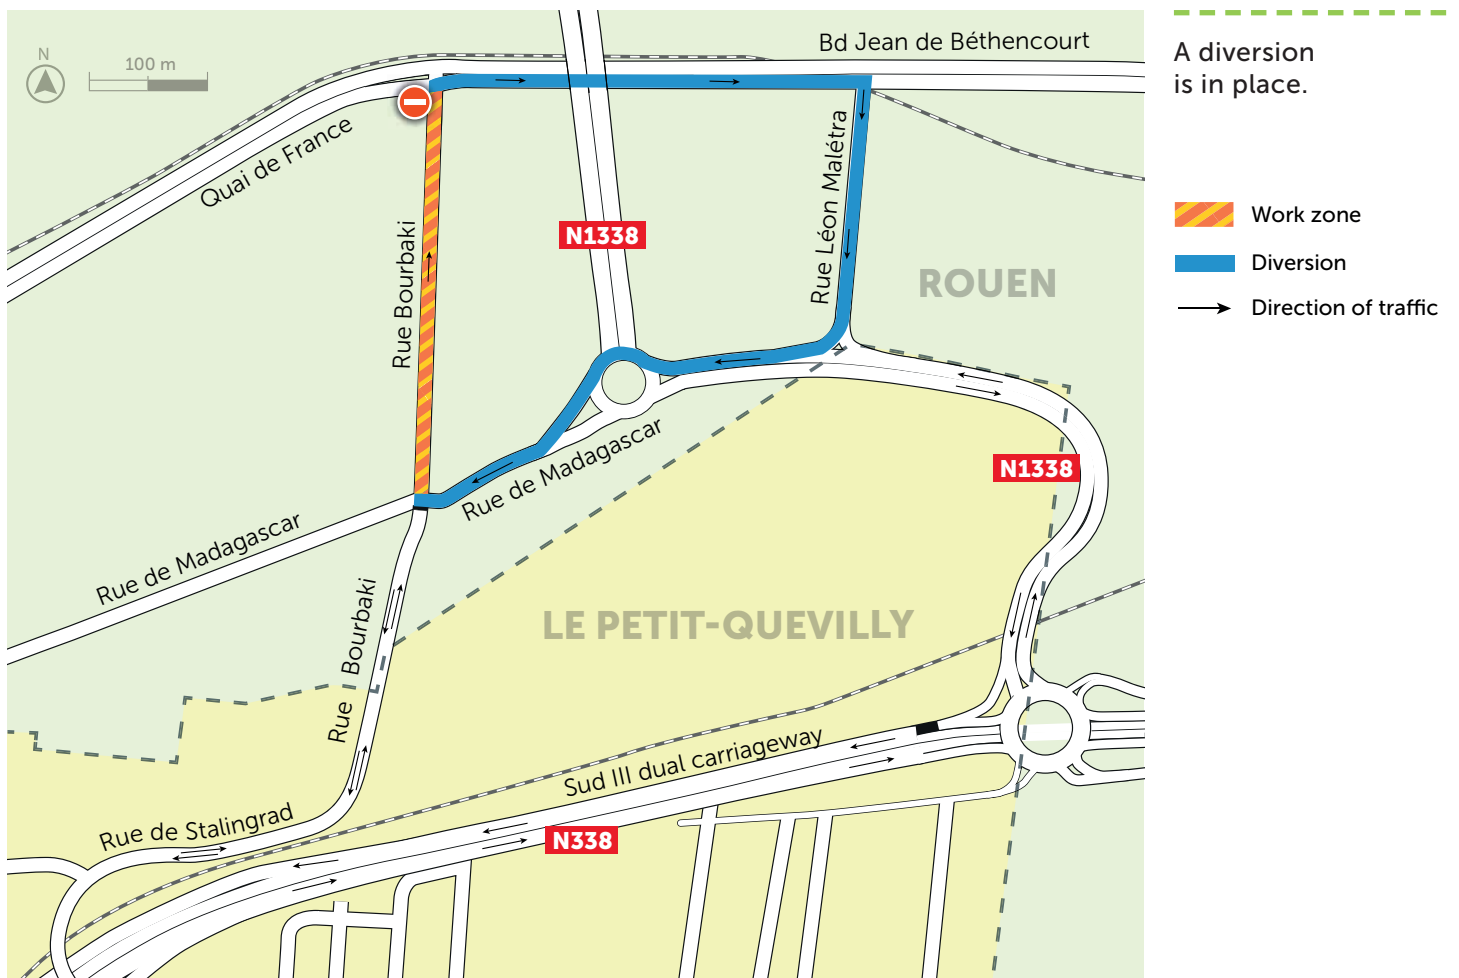 N
100 m
Bd Jean de Béthencourt
Quai de France
Rue Bourbaki
N1338
Rue Léon Malétra
ROUEN
Rue de Madagascar
N1338
Rue de Madagascar
LE PETIT-QUEVILLY
Rue Bourbaki
Sud III dual carriageway
Rue de Stalingrad
N338
A diversion
is in place.
Work zone
Diversion
Direction of traffic